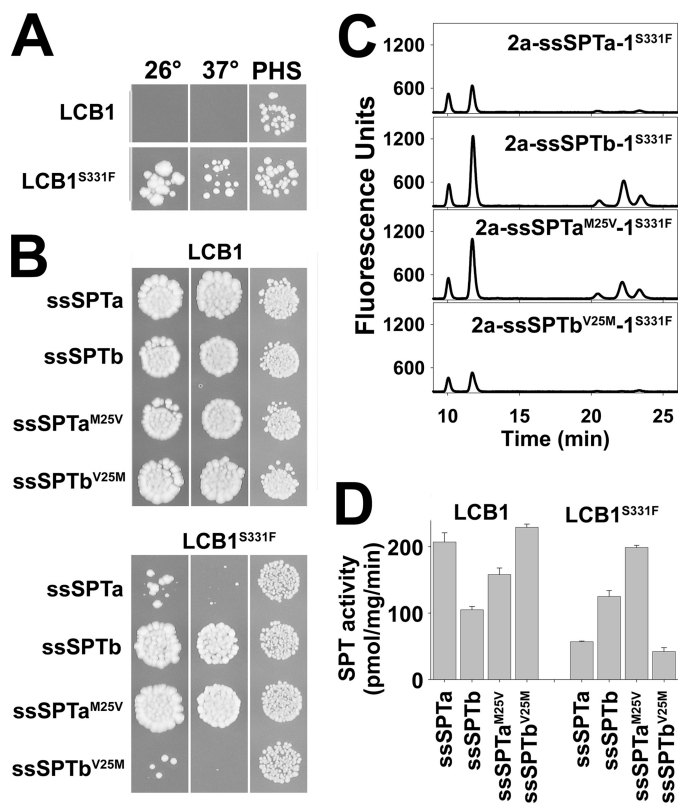 A
26° 37° PHS
LCB1
LCB1S331F
B
LCB1
ssSPTa
ssSPTb
ssSPTaM25V
ssSPTbV25M
LCB1S331F
ssSPTa
ssSPTb
ssSPTaM25V
ssSPTbV25M
C
Fluorescence Units
1200
600
2a-ssSPTa-1S331F
1200
600
2a-ssSPTb-1S331F
1200
600
2a-ssSPTaM25V-1S331F
1200
600
2a-ssSPTbV25M-1S331F
10 15 20 25
Time (min)
D
LCB1 LCB1S331F
SPT activity
(pmol/mg/min)
200
100
0
ssSPTa
ssSPTb
ssSPTaM25V
ssSPTbV25M
ssSPTa
ssSPTb
ssSPTaM25V
ssSPTbV25M